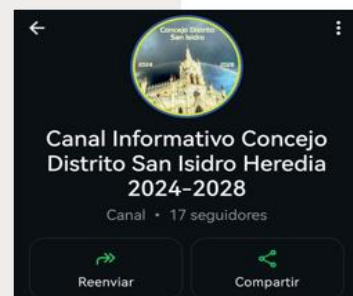 Concejo Distrito
San Isidro
2024
2028
Canal Informativo Concejo
Distrito San Isidro Heredia
2024-2028
Canal • 17 seguidores
Reenviar
Compartir